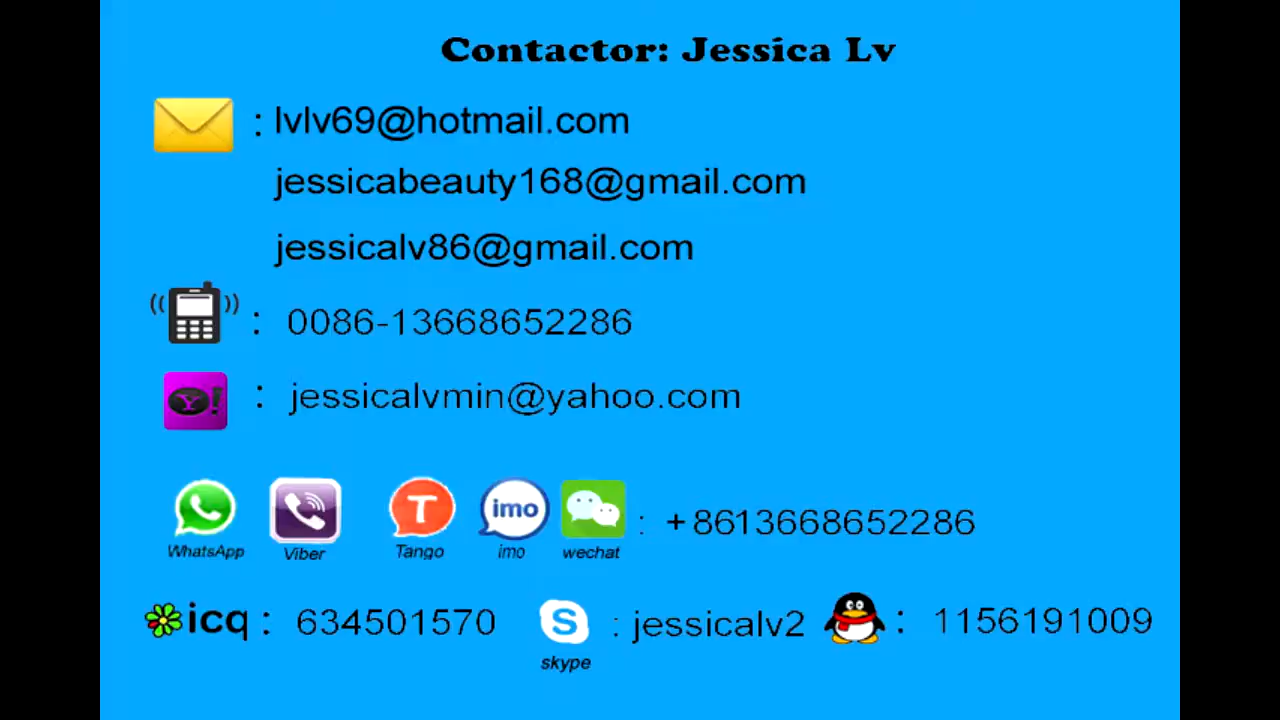 Contactor: Jessica Lv
: lvlv69@hotmail.com
jessicabeauty168@gmail.com
jessicalv86@gmail.com
: 0086-13668652286
Y! : jessicalvmin@yahoo.com
T imo : +8613668652286
WhatsApp Viber Tango imo wechat
icq : 634501570 S : jessicalv2 : 1156191009
skype